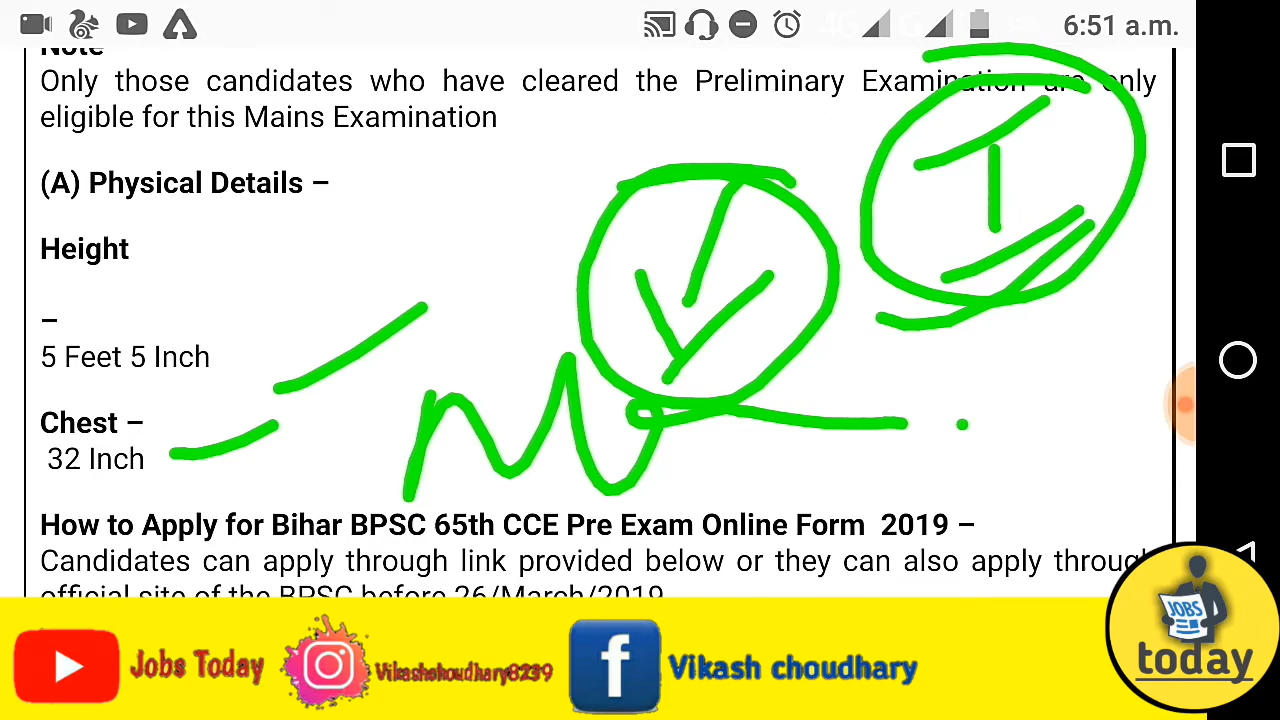 6:51 a.m.
Note
Only those candidates who have cleared the Preliminary Examination are only
eligible for this Mains Examination
(A) Physical Details –
Height
–
5 Feet 5 Inch
Chest –
32 Inch
How to Apply for Bihar BPSC 65th CCE Pre Exam Online Form 2019 –
Candidates can apply through link provided below or they can also apply through
official site of the BPSC before 26/March/2019
JOBS
today
Jobs Today
Vikashchoudhary8239
Vikash choudhary